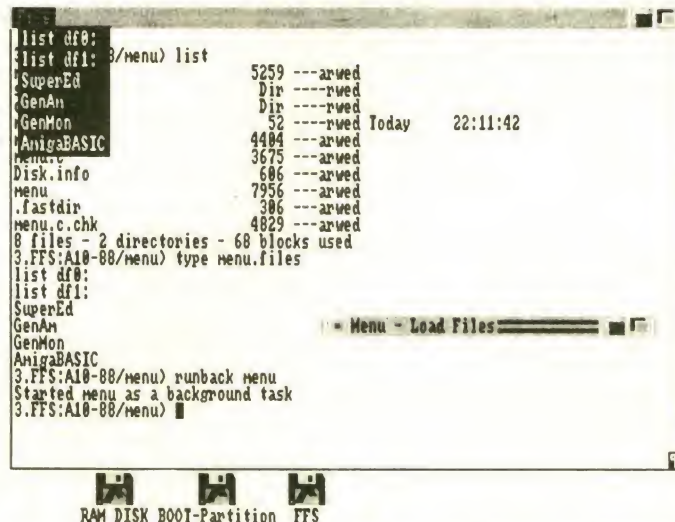 list df0:
list df1:
SuperEd
GenAm
GenMon
AmigaBASIC
8/menu) list
5259 ---arwed
Dir ----rwed
Dir ----rwed
52 ----rwed Today 22:11:42
4404 ---arwed
menu.c 3675 ---arwed
Disk.info 606 ---arwed
menu 7956 ---arwed
.fastdir 306 ---arwed
menu.c.chk 4829 ---arwed
8 files - 2 directories - 68 blocks used
3.FFS:A10-88/menu) type menu.files
list df0:
list df1:
SuperEd
GenAm
GenMon
AmigaBASIC
Menu - Load Files
3.FFS:A10-88/menu) runback menu
Started menu as a background task
3.FFS:A10-88/menu)
RAM DISK BOOT-Partition FFS